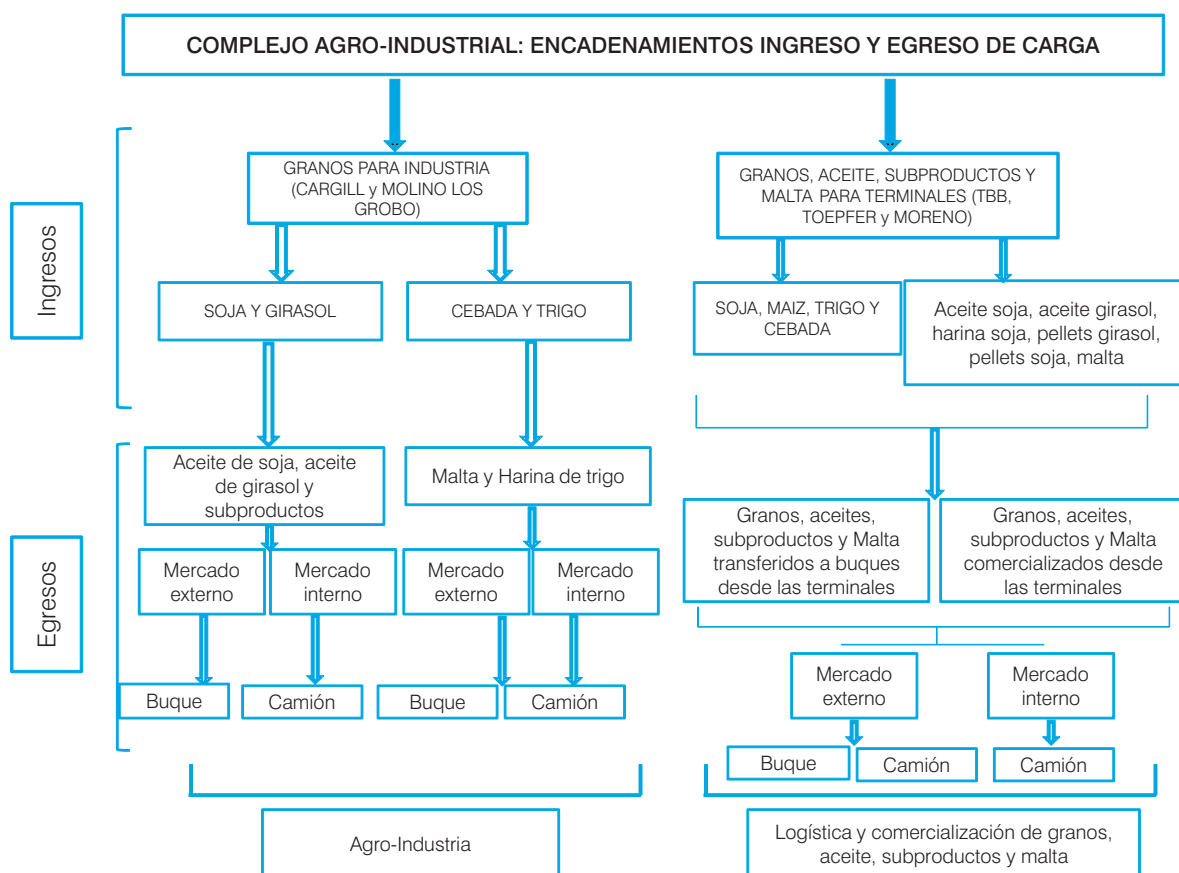 COMPLEJO AGRO-INDUSTRIAL: ENCADENAMIENTOS INGRESO Y EGRESO DE CARGA
Ingresos
GRANOS PARA INDUSTRIA
(CARGILL y MOLINO LOS
GROBO)
GRANOS, ACEITE, SUBPRODUCTOS Y
MALTA PARA TERMINALES (TBB,
TOEPFER y MORENO)
SOJA Y GIRASOL
CEBADA Y TRIGO
SOJA, MAIZ, TRIGO Y
CEBADA
Aceite soja, aceite girasol,
harina soja, pellets girasol,
pellets soja, malta
Egresos
Aceite de soja, aceite
de girasol y
subproductos
Malta y Harina de trigo
Granos, aceites,
subproductos y Malta
transferidos a buques
desde las terminales
Granos, aceites,
subproductos y Malta
comercializados desde
las terminales
Mercado
externo
Mercado
interno
Mercado
externo
Mercado
interno
Mercado
externo
Mercado
interno
Buque
Camión
Buque
Camión
Buque
Camión
Camión
Agro-Industria
Logística y comercialización de granos,
aceite, subproductos y malta